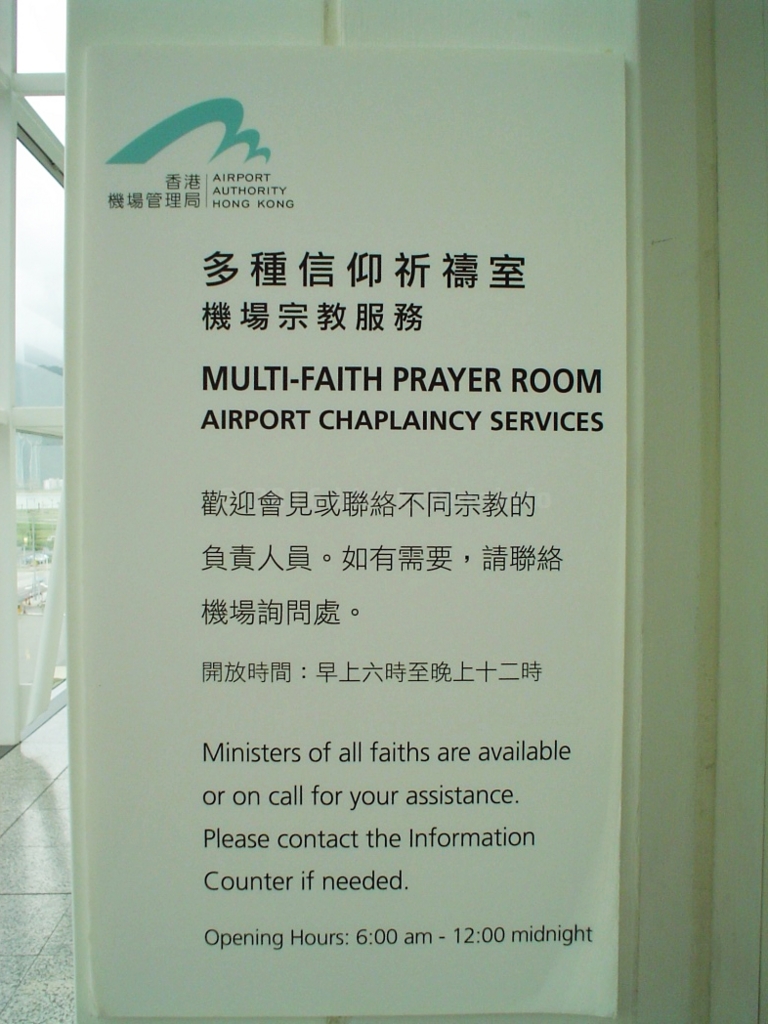 香港
機場管理局
AIRPORT
AUTHORITY
HONG KONG
多種信仰祈禱室
機場宗教服務
MULTI-FAITH PRAYER ROOM
AIRPORT CHAPLAINCY SERVICES
歡迎會見或聯絡不同宗教的
負責人員。如有需要，請聯絡
機場詢問處。
開放時間：早上六時至晚上十二時
Ministers of all faiths are available
or on call for your assistance.
Please contact the Information
Counter if needed.
Opening Hours: 6:00 am - 12:00 midnight